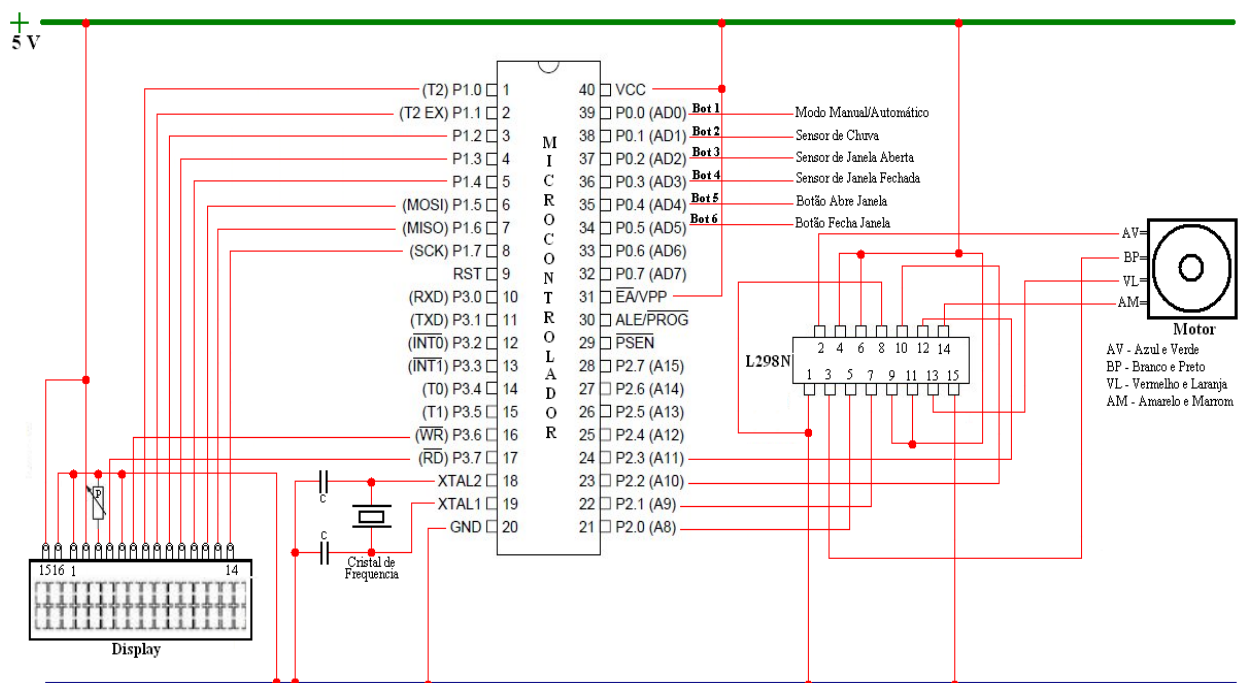 +
5 V
(T2) P1.0 1
(T2 EX) P1.1 2
P1.2 3
P1.3 4
P1.4 5
(MOSI) P1.5 6
(MISO) P1.6 7
(SCK) P1.7 8
RST 9
(RXD) P3.0 10
(TXD) P3.1 11
(INT0) P3.2 12
(INT1) P3.3 13
(T0) P3.4 14
(T1) P3.5 15
(WR) P3.6 16
(RD) P3.7 17
XTAL2 18
XTAL1 19
GND 20
MICROCONTROLADOR
40 VCC
39 P0.0 (AD0) Bot 1 Modo Manual/Automático
38 P0.1 (AD1) Bot 2 Sensor de Chuva
37 P0.2 (AD2) Bot 3 Sensor de Janela Aberta
36 P0.3 (AD3) Bot 4 Sensor de Janela Fechada
35 P0.4 (AD4) Bot 5 Botão Abre Janela
34 P0.5 (AD5) Bot 6 Botão Fecha Janela
33 P0.6 (AD6)
32 P0.7 (AD7)
31 EA/VPP
30 ALE/PROG
29 PSEN
28 P2.7 (A15)
27 P2.6 (A14)
26 P2.5 (A13)
25 P2.4 (A12)
24 P2.3 (A11)
23 P2.2 (A10)
22 P2.1 (A9)
21 P2.0 (A8)
AV
BP
VL
AM
Motor
AV - Azul e Verde
BP - Branco e Preto
VL - Vermelho e Laranja
AM - Amarelo e Marrom
L298N
2 4 6 8 10 12 14
1 3 5 7 9 11 13 15
P
C
C
Cristal de
Frequencia
15 16 1 14
Display